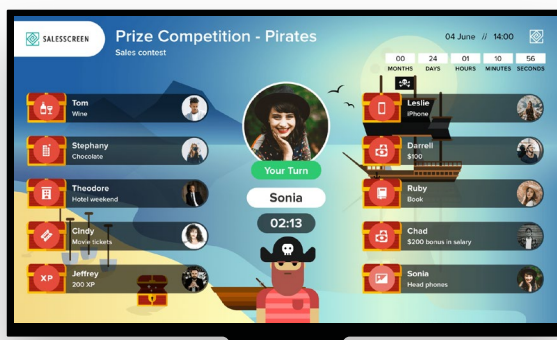 SALESSCREEN
Prize Competition - Pirates
Sales contest
04 June // 14:00
00 24 01 10 56
MONTHS DAYS HOURS MINUTES SECONDS
Tom
Wine
Stephany
Chocolate
Theodore
Hotel weekend
Cindy
Movie tickets
XP
Jeffrey
200 XP
Your Turn
Sonia
02:13
Leslie
iPhone
Darrell
$100
Ruby
Book
Chad
$200 bonus in salary
Sonia
Head phones